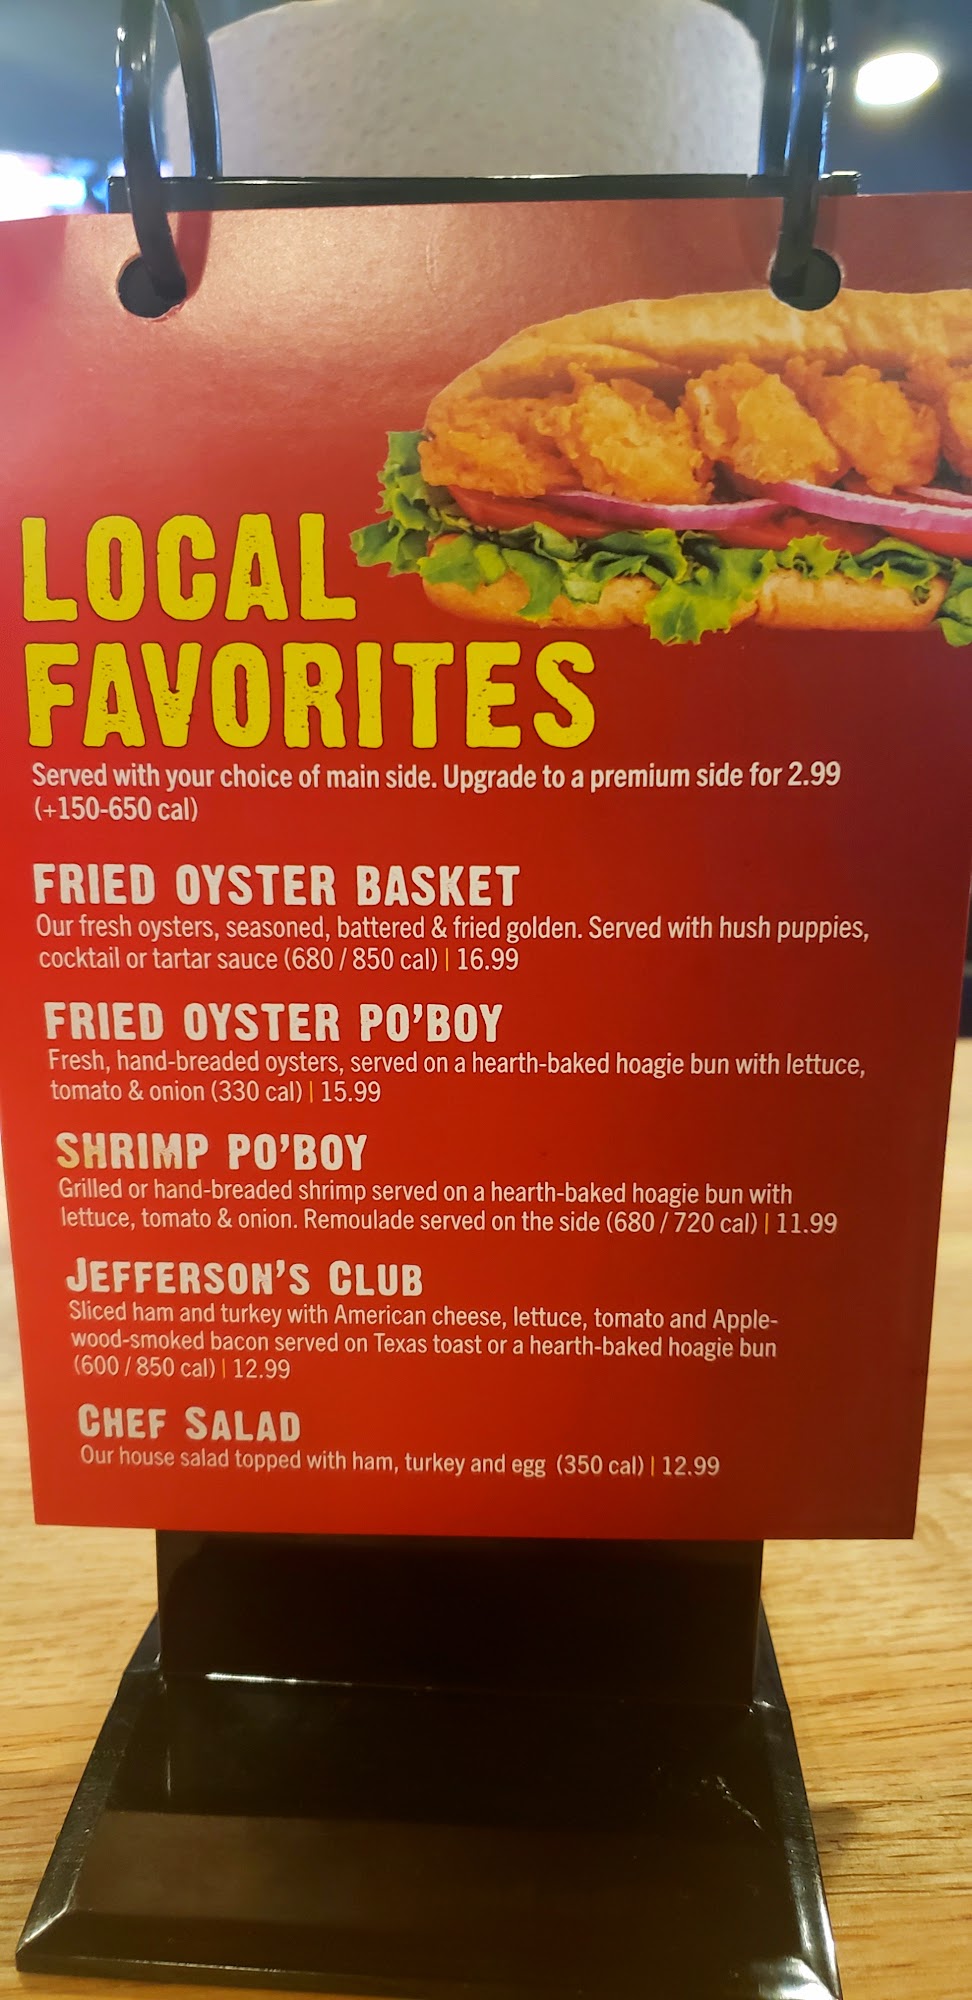 LOCAL
FAVORITES
Served with your choice of main side. Upgrade to a premium side for 2.99
(+150-650 cal)
FRIED OYSTER BASKET
Our fresh oysters, seasoned, battered & fried golden. Served with hush puppies,
cocktail or tartar sauce (680 / 850 cal) | 16.99
FRIED OYSTER PO'BOY
Fresh, hand-breaded oysters, served on a hearth-baked hoagie bun with lettuce,
tomato & onion (330 cal) | 15.99
SHRIMP PO'BOY
Grilled or hand-breaded shrimp served on a hearth-baked hoagie bun with
lettuce, tomato & onion. Remoulade served on the side (680 / 720 cal) | 11.99
JEFFERSON'S CLUB
Sliced ham and turkey with American cheese, lettuce, tomato and Apple-
wood-smoked bacon served on Texas toast or a hearth-baked hoagie bun
(600 / 850 cal) | 12.99
CHEF SALAD
Our house salad topped with ham, turkey and egg (350 cal) | 12.99